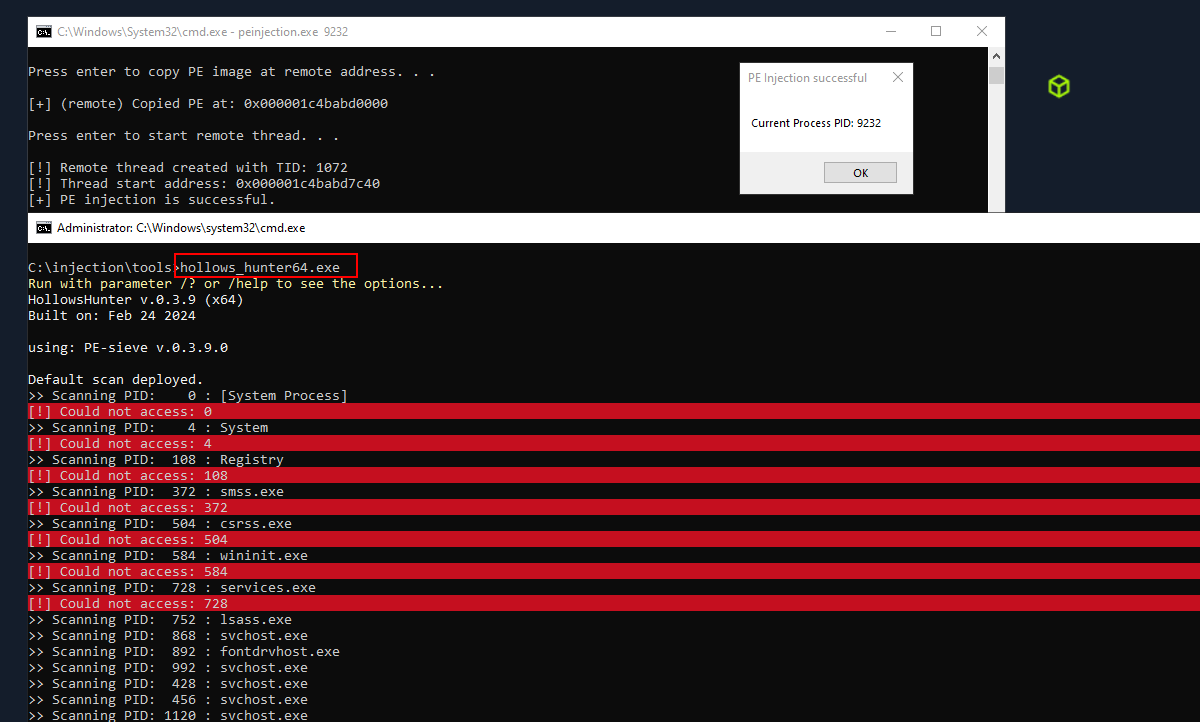 C:\Windows\System32\cmd.exe - peinjection.exe 9232
Press enter to copy PE image at remote address. . .
[+] (remote) Copied PE at: 0x000001c4babd0000
Press enter to start remote thread. . .
[!] Remote thread created with TID: 1072
[!] Thread start address: 0x000001c4babd7c40
[+] PE injection is successful.
PE Injection successful
Current Process PID: 9232
OK
Administrator: C:\Windows\system32\cmd.exe
C:\injection\tools>hollows_hunter64.exe
Run with parameter /? or /help to see the options...
HollowsHunter v.0.3.9 (x64)
Built on: Feb 24 2024
using: PE-sieve v.0.3.9.0
Default scan deployed.
>> Scanning PID:    0 : [System Process]
[!] Could not access: 0
>> Scanning PID:    4 : System
[!] Could not access: 4
>> Scanning PID:  108 : Registry
[!] Could not access: 108
>> Scanning PID:  372 : smss.exe
[!] Could not access: 372
>> Scanning PID:  504 : csrss.exe
[!] Could not access: 504
>> Scanning PID:  584 : wininit.exe
[!] Could not access: 584
>> Scanning PID:  728 : services.exe
[!] Could not access: 728
>> Scanning PID:  752 : lsass.exe
>> Scanning PID:  868 : svchost.exe
>> Scanning PID:  892 : fontdrvhost.exe
>> Scanning PID:  992 : svchost.exe
>> Scanning PID:  428 : svchost.exe
>> Scanning PID:  456 : svchost.exe
>> Scanning PID: 1120 : svchost.exe